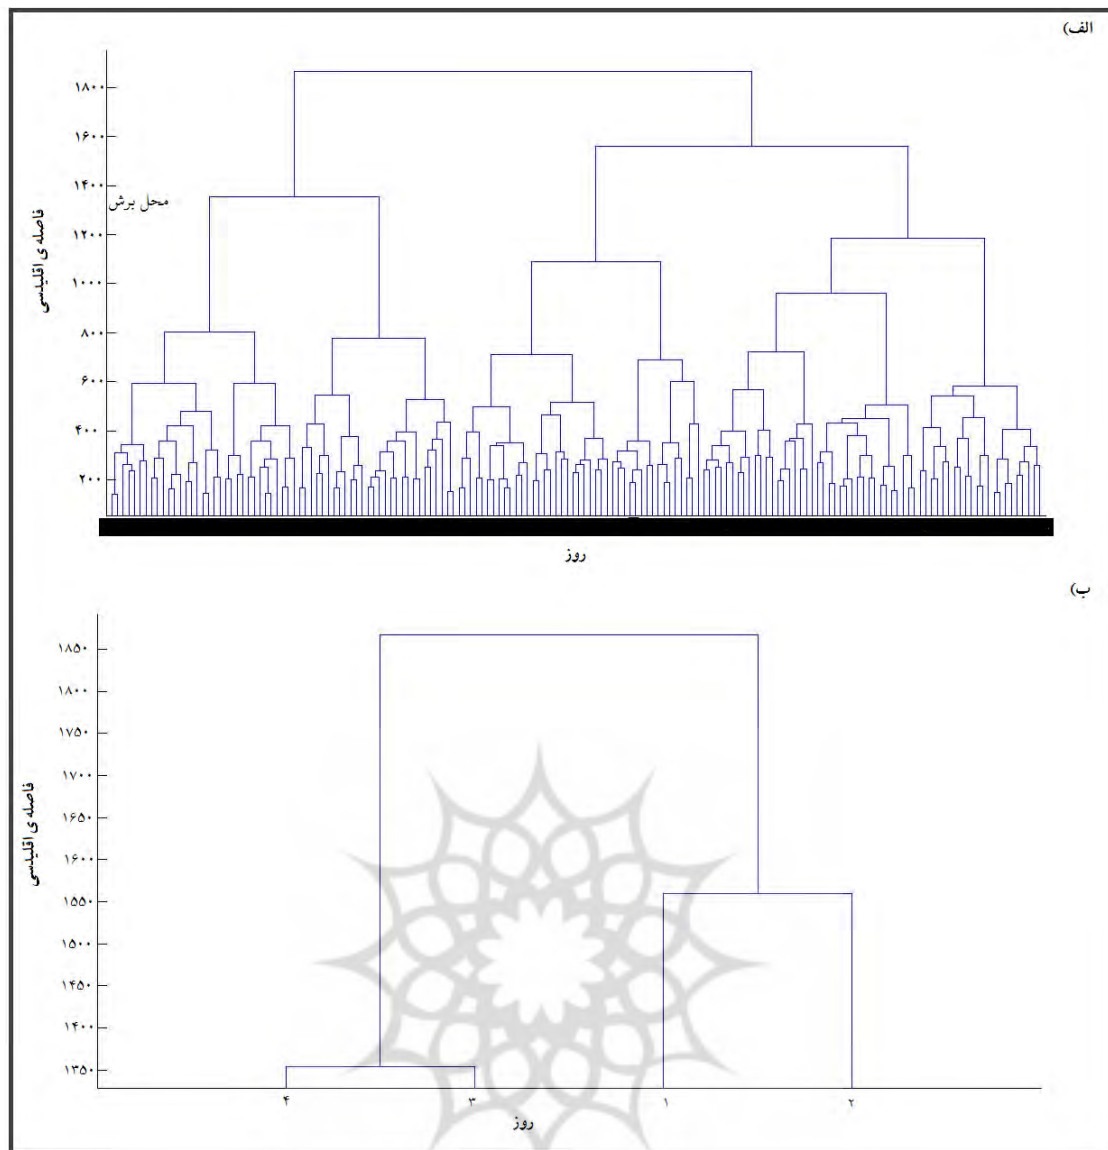 الف)
۱۸۰۰
۱۶۰۰
۱۴۰۰
محل برش
۱۲۰۰
۱۰۰۰
۸۰۰
۶۰۰
۴۰۰
۲۰۰
فاصله ی اقلیدسی
روز
ب)
۱۸۵۰
۱۸۰۰
۱۷۵۰
۱۷۰۰
۱۶۵۰
۱۶۰۰
۱۵۵۰
۱۵۰۰
۱۴۵۰
۱۴۰۰
۱۳۵۰
فاصله ی اقلیدسی
۴ ۳ ۱ ۲
روز